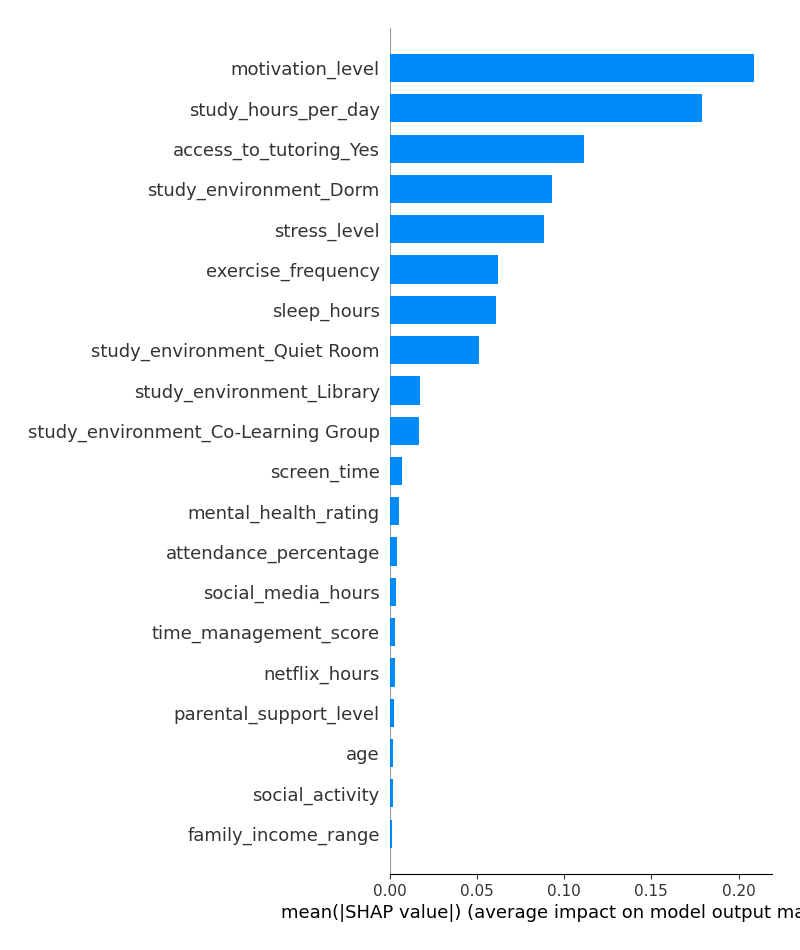 motivation_level
study_hours_per_day
access_to_tutoring_Yes
study_environment_Dorm
stress_level
exercise_frequency
sleep_hours
study_environment_Quiet Room
study_environment_Library
study_environment_Co-Learning Group
screen_time
mental_health_rating
attendance_percentage
social_media_hours
time_management_score
netflix_hours
parental_support_level
age
social_activity
family_income_range
0.00 0.05 0.10 0.15 0.20
mean(|SHAP value|) (average impact on model output ma